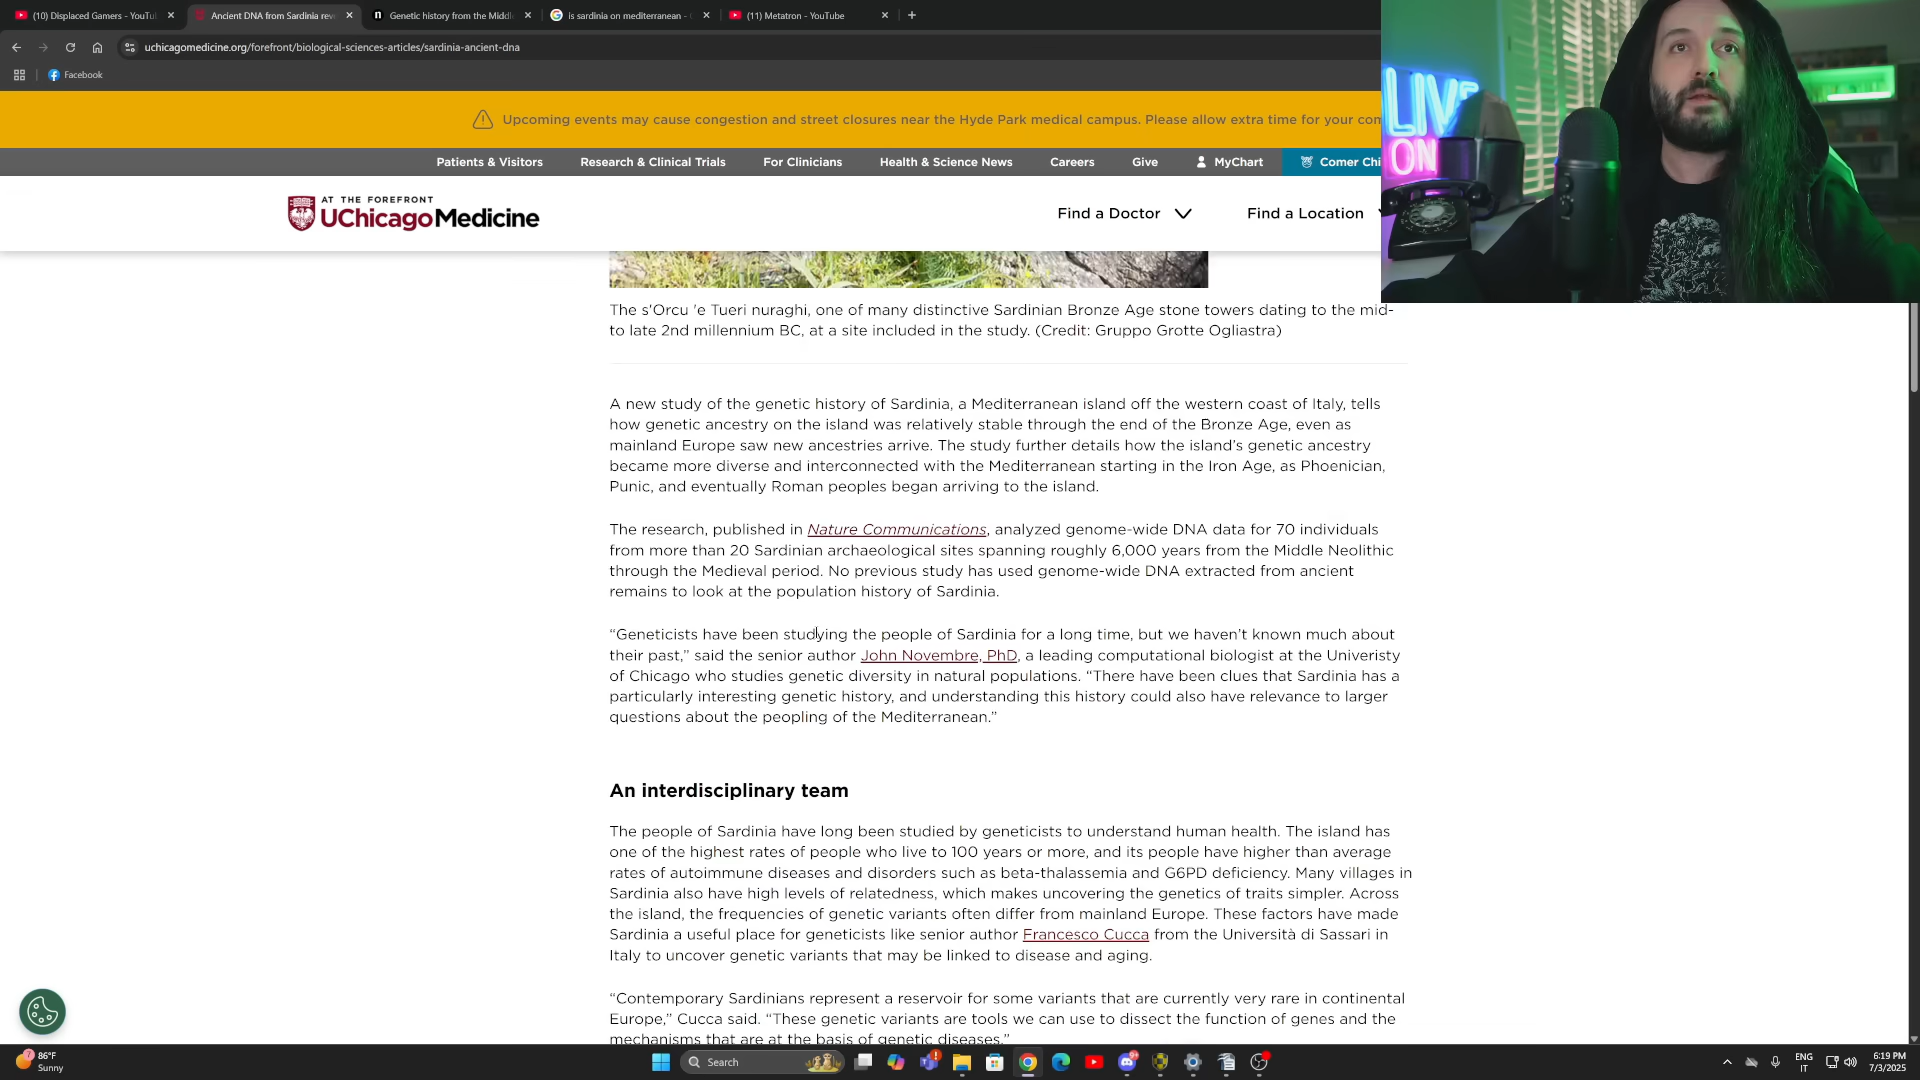 (10) Displaced Gamers - YouTu
Ancient DNA from Sardinia rev
Genetic history from the Middl
is sardinia on mediterranean -
(11) Metatron - YouTube
uchicagomedicine.org/forefront/biological-sciences-articles/sardinia-ancient-dna
Facebook
Upcoming events may cause congestion and street closures near the Hyde Park medical campus. Please allow extra time for your com
Patients & Visitors
Research & Clinical Trials
For Clinicians
Health & Science News
Careers
Give
MyChart
Comer Chi
AT THE FOREFRONT
UChicagoMedicine
Find a Doctor
Find a Location
LIV
ON
The s'Orcu 'e Tueri nuraghi, one of many distinctive Sardinian Bronze Age stone towers dating to the mid-
to late 2nd millennium BC, at a site included in the study. (Credit: Gruppo Grotte Ogliastra)
A new study of the genetic history of Sardinia, a Mediterranean island off the western coast of Italy, tells
how genetic ancestry on the island was relatively stable through the end of the Bronze Age, even as
mainland Europe saw new ancestries arrive. The study further details how the island’s genetic ancestry
became more diverse and interconnected with the Mediterranean starting in the Iron Age, as Phoenician,
Punic, and eventually Roman peoples began arriving to the island.
The research, published in Nature Communications, analyzed genome-wide DNA data for 70 individuals
from more than 20 Sardinian archaeological sites spanning roughly 6,000 years from the Middle Neolithic
through the Medieval period. No previous study has used genome-wide DNA extracted from ancient
remains to look at the population history of Sardinia.
“Geneticists have been studying the people of Sardinia for a long time, but we haven’t known much about
their past,” said the senior author John Novembre, PhD, a leading computational biologist at the Univeristy
of Chicago who studies genetic diversity in natural populations. “There have been clues that Sardinia has a
particularly interesting genetic history, and understanding this history could also have relevance to larger
questions about the peopling of the Mediterranean.”
An interdisciplinary team
The people of Sardinia have long been studied by geneticists to understand human health. The island has
one of the highest rates of people who live to 100 years or more, and its people have higher than average
rates of autoimmune diseases and disorders such as beta-thalassemia and G6PD deficiency. Many villages in
Sardinia also have high levels of relatedness, which makes uncovering the genetics of traits simpler. Across
the island, the frequencies of genetic variants often differ from mainland Europe. These factors have made
Sardinia a useful place for geneticists like senior author Francesco Cucca from the Università di Sassari in
Italy to uncover genetic variants that may be linked to disease and aging.
“Contemporary Sardinians represent a reservoir for some variants that are currently very rare in continental
Europe,” Cucca said. “These genetic variants are tools we can use to dissect the function of genes and the
mechanisms that are at the basis of genetic diseases.”
86°F
Sunny
Search
ENG
IT
6:19 PM
7/3/2025